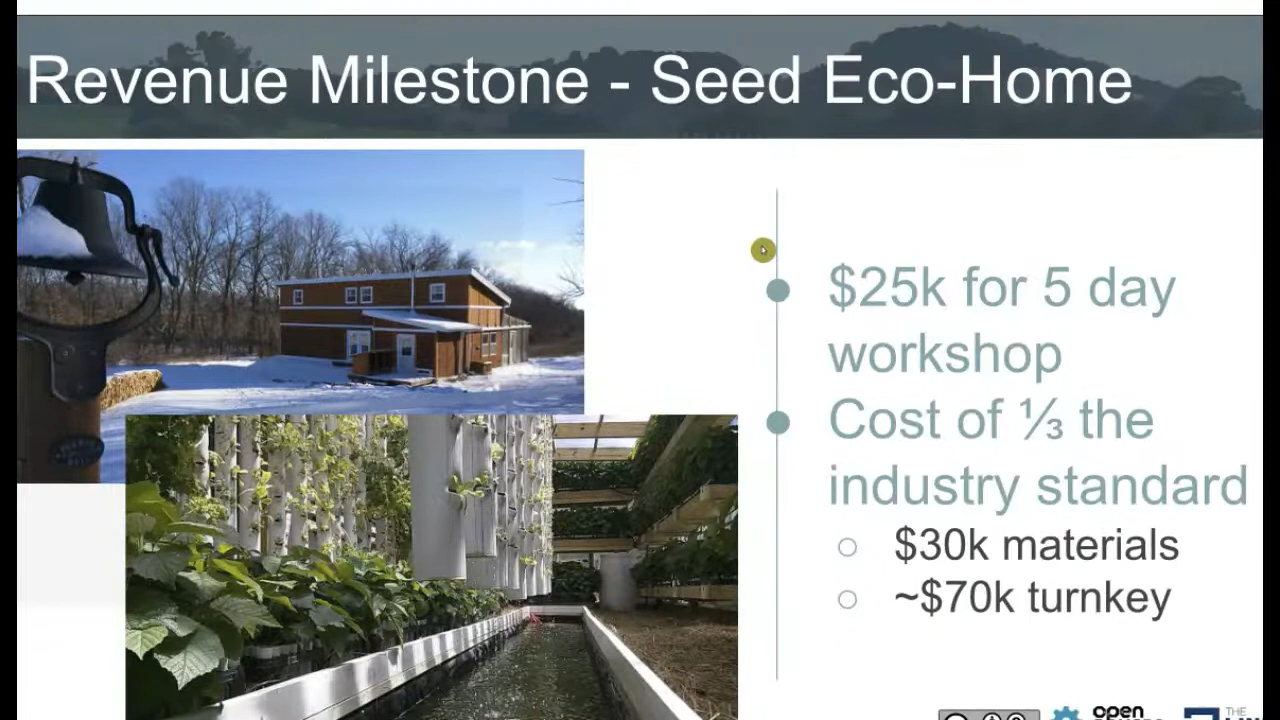 Revenue Milestone - Seed Eco-Home
$25k for 5 day
workshop
Cost of ⅓ the
industry standard
$30k materials
~$70k turnkey
open
THE